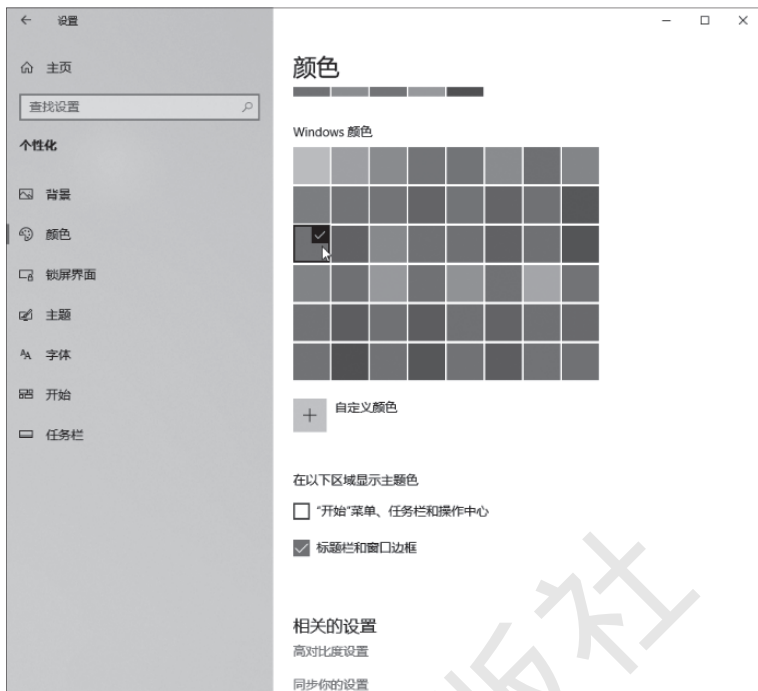 设置
主页
查找设置
个性化
背景
颜色
锁屏界面
主题
字体
开始
任务栏
颜色
Windows 颜色
自定义颜色
在以下区域显示主题色
“开始”菜单、任务栏和操作中心
标题栏和窗口边框
相关的设置
高对比度设置
同步你的设置
版社